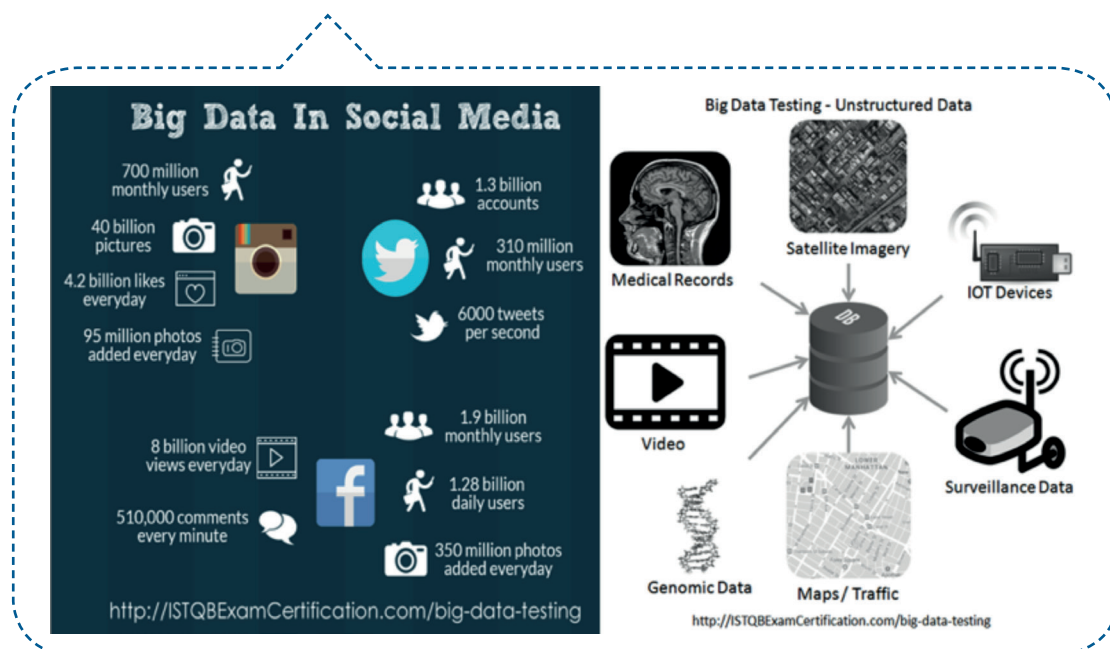 Big Data In Social Media
700 million
monthly users
40 billion
pictures
4.2 billion likes
everyday
95 million photos
added everyday
1.3 billion
accounts
310 million
monthly users
6000 tweets
per second
8 billion video
views everyday
510,000 comments
every minute
1.9 billion
monthly users
1.28 billion
daily users
350 million photos
added everyday
http://ISTQBExamCertification.com/big-data-testing
Big Data Testing - Unstructured Data
Medical Records
Satellite Imagery
IOT Devices
DB
Video
Surveillance Data
Genomic Data
LOWER
MANHATTAN
Maps / Traffic
http://ISTQBExamCertification.com/big-data-testing